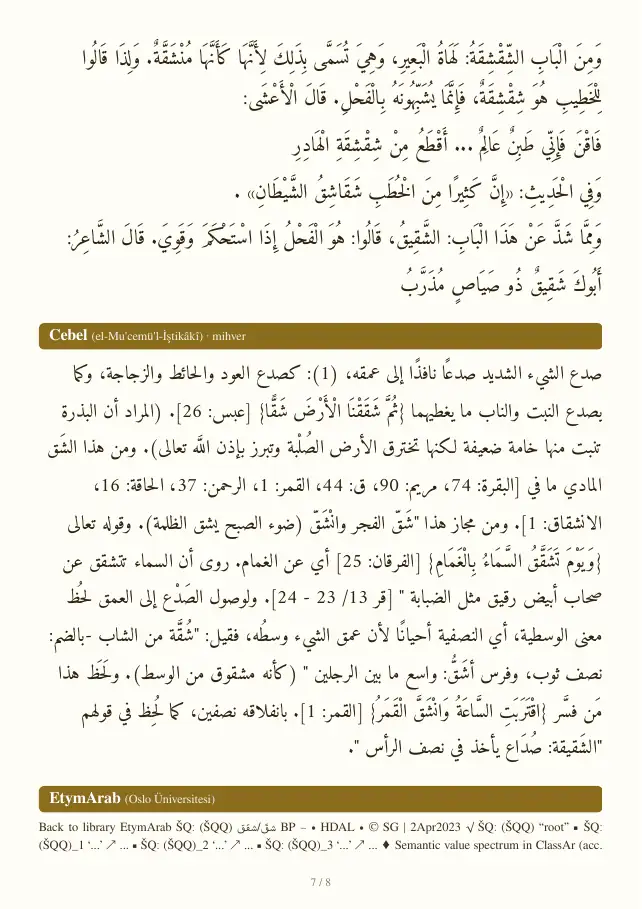 وَمِنَ الْبَابِ الشِّقْشِقَةُ: لَهَاةُ الْبَعِيرِ، وَهِيَ تُسَمَّى بِذَلِكَ لِأَنَّهَا كَأَنَّهَا مُنْشَقَّةٌ. وَلِذَا قَالُوا
لِلْخَطِيبِ هُوَ شِقْشِقَةٌ، فَإِنَّمَا يُشَبِّهُونَهُ بِالْفَحْلِ. قَالَ الْأَعْشَى:
فَاقْنَ فَإِنِّي طَبِنٌ عَالِمٌ ... أَقْطَعُ مِنْ شِقْشِقَةِ الْهَادِرِ
وَفِي الْحَدِيثِ: «إِنَّ كَثِيرًا مِنَ الْخُطَبِ شَقَاشِقُ الشَّيْطَانِ» .
وَمِمَّا شَذَّ عَنْ هَذَا الْبَابِ: الشَّقِيقُ، قَالُوا: هُوَ الْفَحْلُ إِذَا اسْتَحْكَمَ وَقَوِيَ. قَالَ الشَّاعِرُ:
أَبُوكَ شَقِيقٌ ذُو صَيَاصٍ مُذَرَّبُ
Cebel (el-Mu'cemü'l-İştikâkî) · mihver
صدع الشيء الشديد صدعاً نافذًا إلى عمقه، (1): كصدع العود والحائط والزجاجة، وكما
يصدع النبت والناب ما يغطيهما {ثُمَّ شَقَقْنَا الْأَرْضَ شَقًّا} [عبس: 26]. (المراد أن البذرة
تنبت منها خامة ضعيفة لكنها تخترق الأرض الصُلْبة وتبرز بإذن الله تعالى). ومن هذا الشَق
المادي ما في [البقرة: 74، مريم: 90، ق: 44، القمر: 1، الرحمن: 37، الحاقة: 16،
الانشقاق: 1]. ومن مجاز هذا "شَقّ الفجر وانْشَقّ (ضوء الصبح يشق الظلمة). وقوله تعالى
{وَيَوْمَ تَشَقَّقُ السَّمَاءُ بِالْغَمَامِ} [الفرقان: 25] أي عن الغمام. روى أن السماء تتشقق عن
سحاب أبيض رقيق مثل الضبابة " [قر 13/ 23 - 24]. ولوصول الصَدْع إلى العمق لحُظ
معنى الوسطية، أي النصفية أحيانًا لأن عمق الشيء وسطُه، فقيل: "شُقَّة من الشاب -بالضم:
نصف ثوب، وفرس أشَقُّ: واسع ما بين الرجلين " (كأنه مشقوق من الوسط). ولَحَظ هذا
مَن فسَّر {اقْتَرَبَتِ السَّاعَةُ وَانْشَقَّ الْقَمَرُ} [القمر: 1]. بانفلاقه نصفين، كما لُحِظ في قولهم
"الشَقيقة: صُدَاع يأخذ في نصف الرأس ".
EtymArab (Oslo Üniversitesi)
Back to library EtymArab ŠQː (ŠQQ) شقّ/شقق BP – • HDAL • © SG | 2Apr2023 √ ŠQː (ŠQQ) “root” ▪ ŠQː
(ŠQQ)_1 ‘...’ ↗ ... ▪ ŠQː (ŠQQ)_2 ‘...’ ↗ ... ▪ ŠQː (ŠQQ)_3 ‘...’ ↗ ... ♦ Semantic value spectrum in ClassAr (acc.
7 / 8